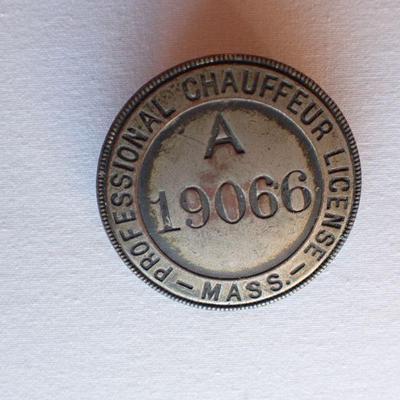 PROFESSIONAL CHAUFFEUR LICENSE
A
19066
— MASS. —